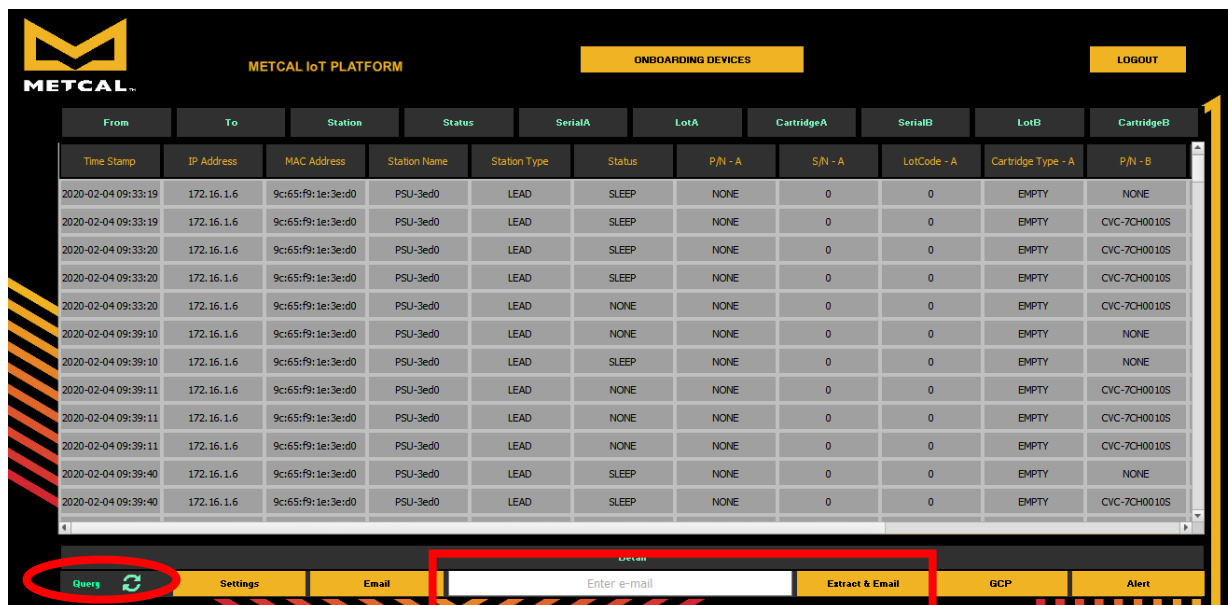 METCAL™
METCAL IoT PLATFORM
ONBOARDING DEVICES
LOGOUT
From To Station Status SerialA LotA CartridgeA SerialB LotB CartridgeB
Time Stamp IP Address MAC Address Station Name Station Type Status P/N - A S/N - A LotCode - A Cartridge Type - A P/N - B
2020-02-04 09:33:19 172.16.1.6 9c:65:f9:1e:3e:d0 PSU-3ed0 LEAD SLEEP NONE 0 0 EMPTY NONE
2020-02-04 09:33:19 172.16.1.6 9c:65:f9:1e:3e:d0 PSU-3ed0 LEAD SLEEP NONE 0 0 EMPTY CVC-7CH0010S
2020-02-04 09:33:20 172.16.1.6 9c:65:f9:1e:3e:d0 PSU-3ed0 LEAD SLEEP NONE 0 0 EMPTY CVC-7CH0010S
2020-02-04 09:33:20 172.16.1.6 9c:65:f9:1e:3e:d0 PSU-3ed0 LEAD SLEEP NONE 0 0 EMPTY CVC-7CH0010S
2020-02-04 09:33:20 172.16.1.6 9c:65:f9:1e:3e:d0 PSU-3ed0 LEAD NONE NONE 0 0 EMPTY CVC-7CH0010S
2020-02-04 09:39:10 172.16.1.6 9c:65:f9:1e:3e:d0 PSU-3ed0 LEAD NONE NONE 0 0 EMPTY NONE
2020-02-04 09:39:10 172.16.1.6 9c:65:f9:1e:3e:d0 PSU-3ed0 LEAD SLEEP NONE 0 0 EMPTY NONE
2020-02-04 09:39:11 172.16.1.6 9c:65:f9:1e:3e:d0 PSU-3ed0 LEAD NONE NONE 0 0 EMPTY CVC-7CH0010S
2020-02-04 09:39:11 172.16.1.6 9c:65:f9:1e:3e:d0 PSU-3ed0 LEAD NONE NONE 0 0 EMPTY CVC-7CH0010S
2020-02-04 09:39:11 172.16.1.6 9c:65:f9:1e:3e:d0 PSU-3ed0 LEAD NONE NONE 0 0 EMPTY CVC-7CH0010S
2020-02-04 09:39:40 172.16.1.6 9c:65:f9:1e:3e:d0 PSU-3ed0 LEAD SLEEP NONE 0 0 EMPTY NONE
2020-02-04 09:39:40 172.16.1.6 9c:65:f9:1e:3e:d0 PSU-3ed0 LEAD SLEEP NONE 0 0 EMPTY CVC-7CH0010S
Detail
Query Settings Email Enter e-mail Extract & Email GCP Alert